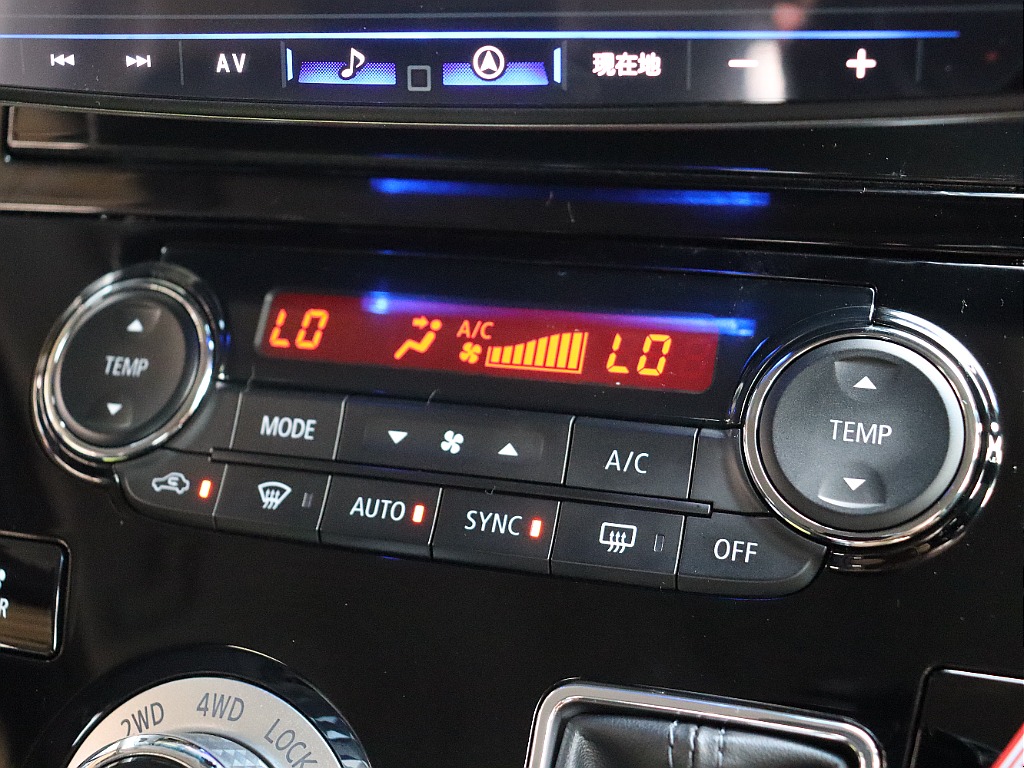 AV 現在地 − +
LO A/C LO
TEMP
MODE
A/C
TEMP
AUTO
SYNC
OFF
R
2WD 4WD LOCK